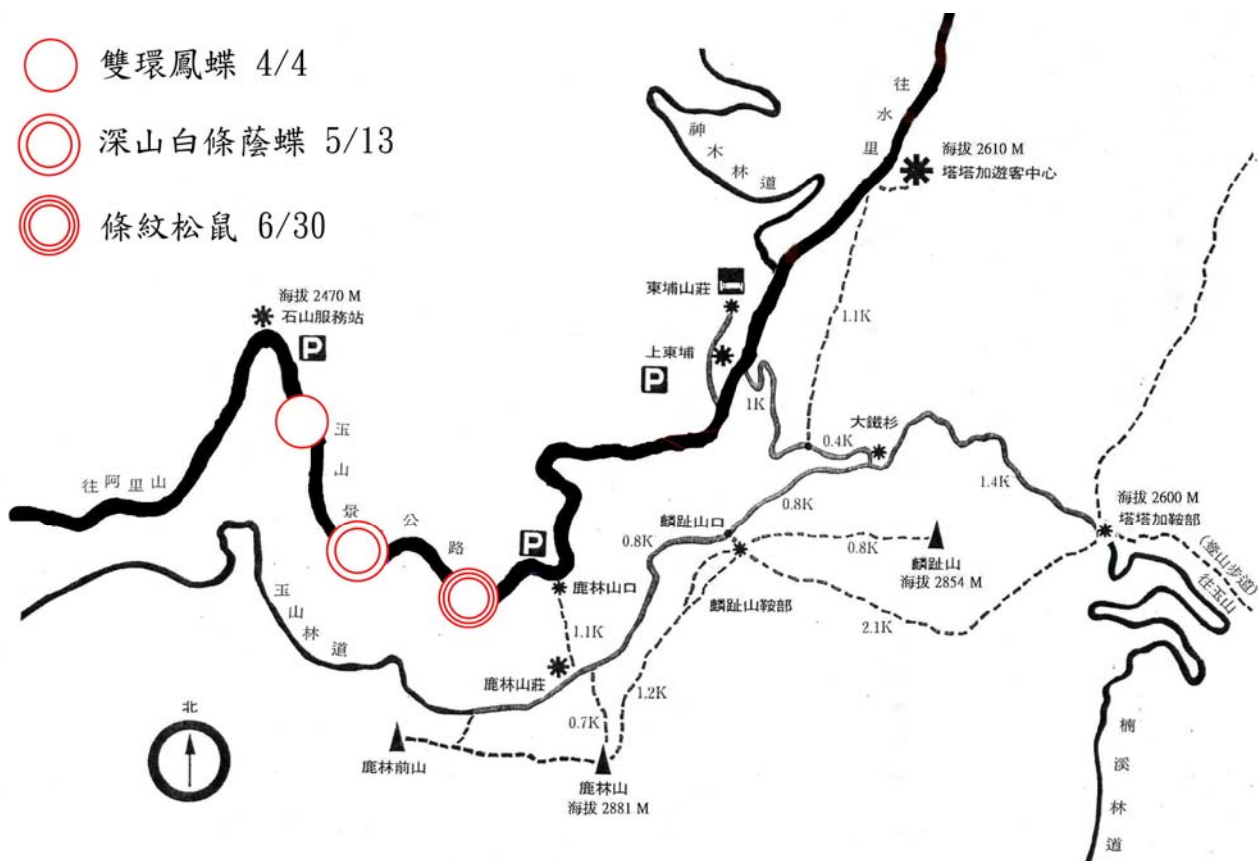 雙環鳳蝶 4/4
深山白條蔭蝶 5/13
條紋松鼠 6/30
往水里
神木林道
海拔 2610 M
塔塔加遊客中心
海拔 2470 M
石山服務站
P
東埔山莊
上東埔
P
1.1K
1K
大鐵杉
0.4K
玉山景公路
往阿里山
1.4K
海拔 2600 M
塔塔加鞍部
0.8K
麟趾山口
P
0.8K
0.8K
麟趾山
海拔 2854 M
(登山步道)
往玉山
鹿林山口
麟趾山鞍部
2.1K
玉山林道
1.1K
鹿林山莊
1.2K
0.7K
北
鹿林前山
鹿林山
海拔 2881 M
楠溪林道